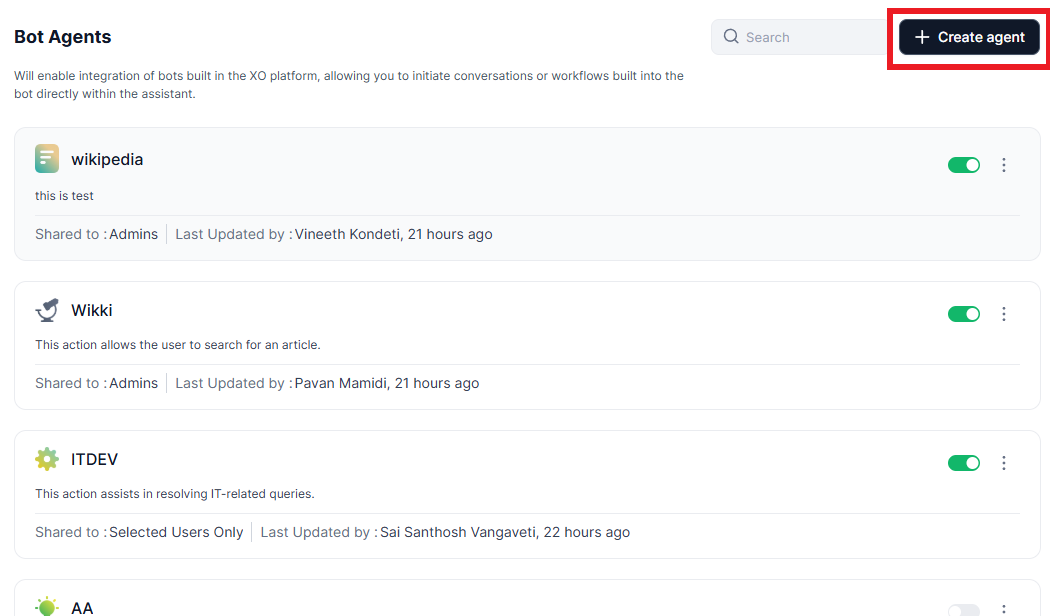 Bot Agents
Search
Create agent
Will enable integration of bots built in the XO platform, allowing you to initiate conversations or workflows built into the
bot directly within the assistant.
wikipedia
this is test
Shared to : Admins Last Updated by : Vineeth Kondeti, 21 hours ago
Wikki
This action allows the user to search for an article.
Shared to : Admins Last Updated by : Pavan Mamidi, 21 hours ago
ITDEV
This action assists in resolving IT-related queries.
Shared to : Selected Users Only Last Updated by : Sai Santhosh Vangaveti, 22 hours ago
AA